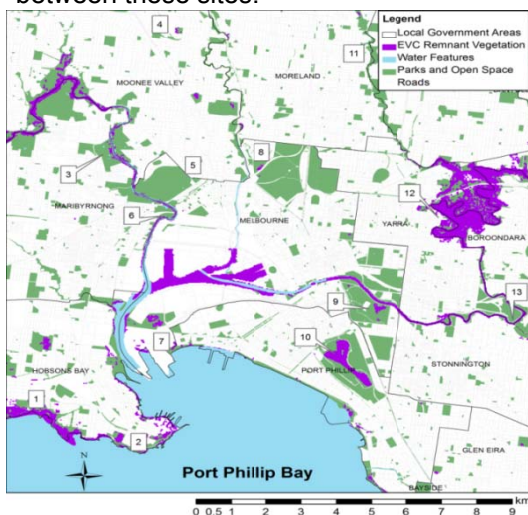 between these sites.
Legend
Local Government Areas
EVC Remnant Vegetation
Water Features
Parks and Open Space
Roads
4
11
MOONEE VALLEY
MORELAND
3
5
8
MARIBYRNONG
6
MELBOURNE
12
YARRA
BOROONDARA
13
9
7
10
HOBSONS BAY
PORT PHILLIP
STONNINGTON
1
2
GLEN EIRA
N
Port Phillip Bay
BAYSIDE
km
0 0.5 1 2 3 4 5 6 7 8 9